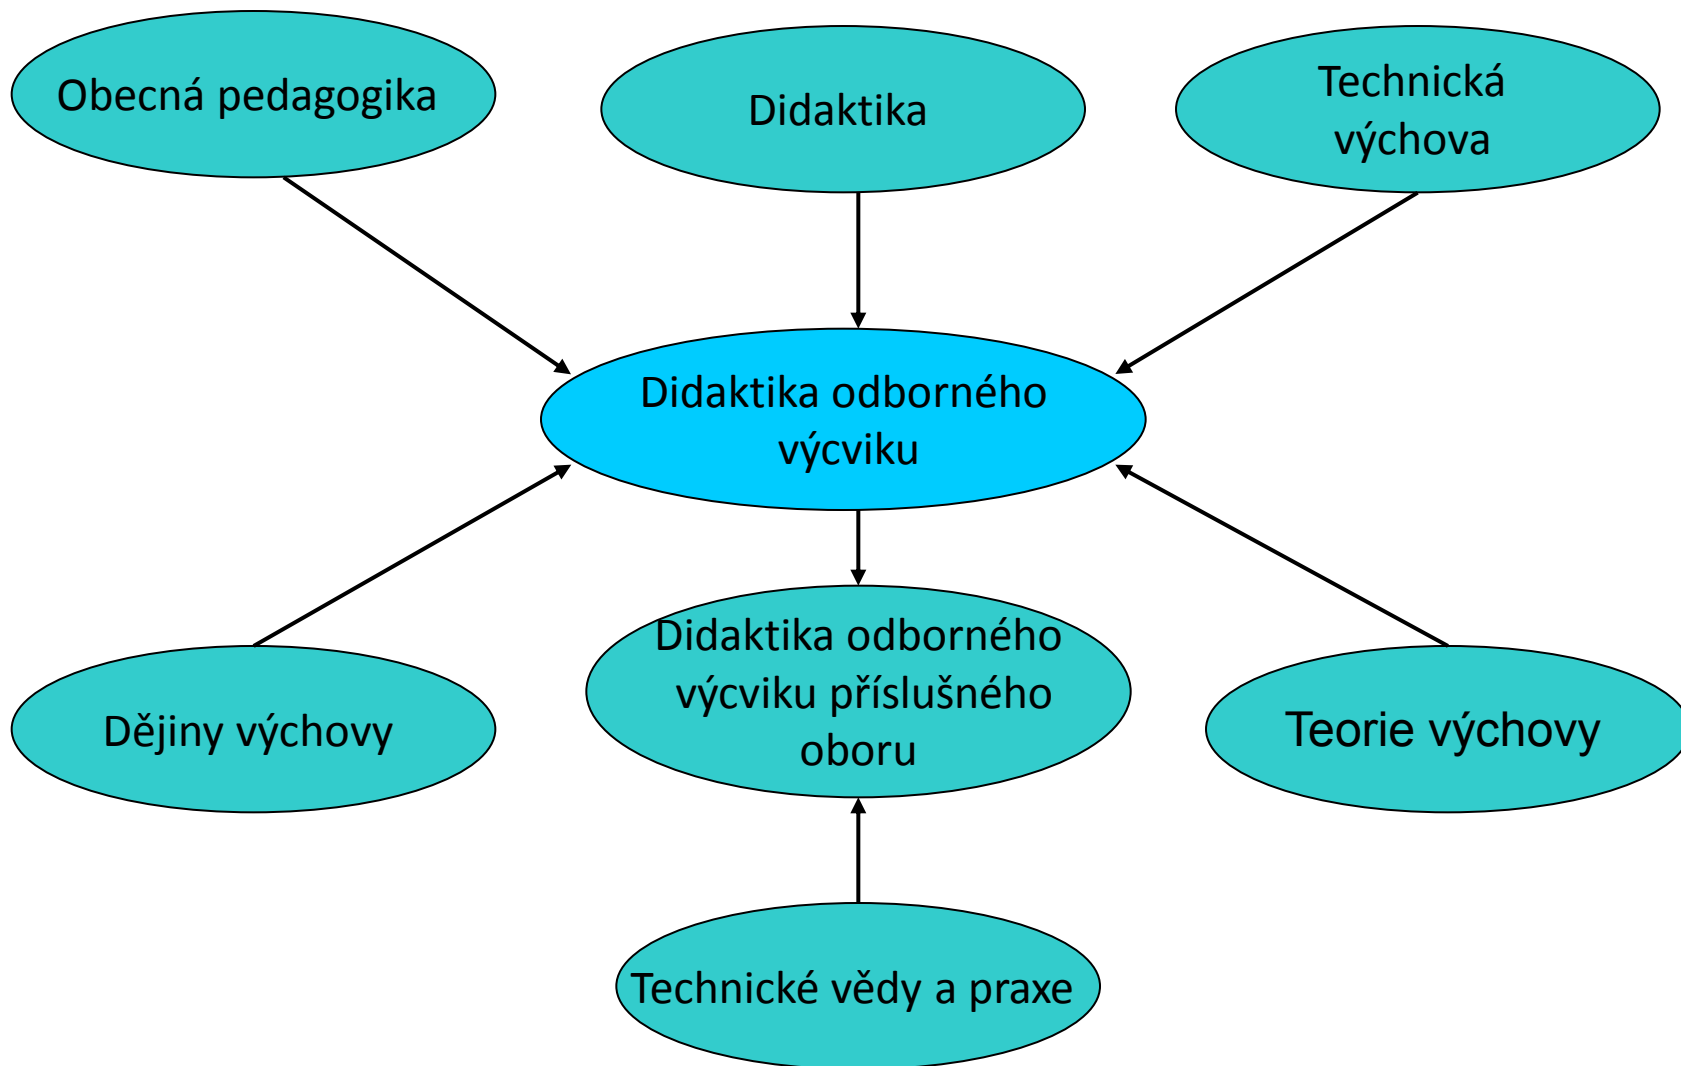 Obecná pedagogika
Didaktika
Technická
výchova
Didaktika odborného
výcviku
Dějiny výchovy
Didaktika odborného
výcviku příslušného
oboru
Teorie výchovy
Technické vědy a praxe